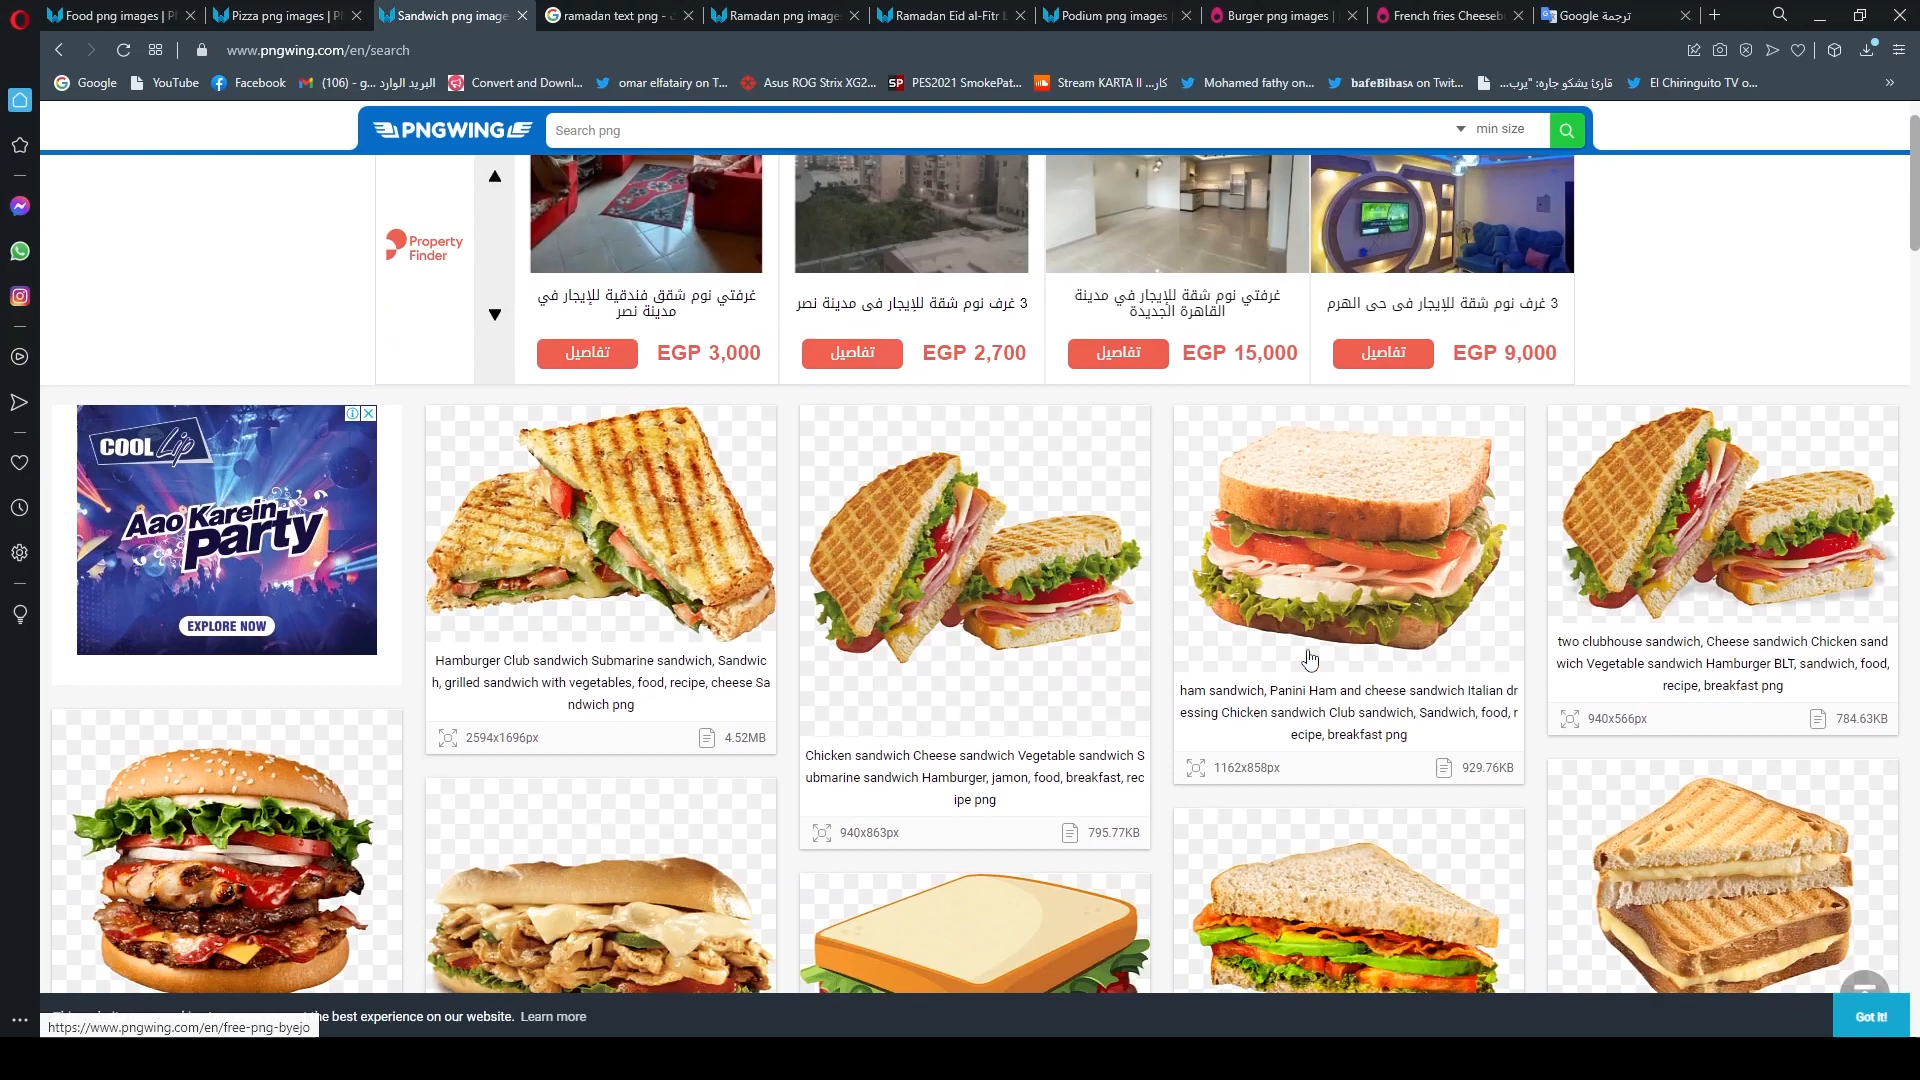 Food png images | P
Pizza png images | P
Sandwich png image
ramadan text png -
Ramadan png image
Ramadan Eid al-Fitr
Podium png images
Burger png images |
French fries Cheeseb
ترجمة Google
www.pngwing.com/en/search
Google
YouTube
Facebook
البريد الوارد (106) - g...
Convert and Downl...
omar elfatairy on T...
Asus ROG Strix XG2...
PES2021 SmokePat...
Stream KARTA II ...كار
Mohamed fathy on...
bafeBibasa on Twit...
قارئ يشكو جاره: "يرب...
El Chiringuito TV o...
PNGWING
Search png
min size
Property
Finder
غرفتي نوم شقق فندقية للإيجار في
مدينة نصر
تفاصيل
EGP 3,000
3 غرف نوم شقة للإيجار فى مدينة نصر
تفاصيل
EGP 2,700
غرفتي نوم شقة للإيجار في مدينة
القاهرة الجديدة
تفاصيل
EGP 15,000
3 غرف نوم شقة للإيجار فى حى الهرم
تفاصيل
EGP 9,000
COOL Lip
Aao Karein
party
EXPLORE NOW
Hamburger Club sandwich Submarine sandwich, Sandwic
h, grilled sandwich with vegetables, food, recipe, cheese Sa
ndwich png
2594x1696px
4.52MB
Chicken sandwich Cheese sandwich Vegetable sandwich S
ubmarine sandwich Hamburger, jamon, food, breakfast, rec
ipe png
940x863px
795.77KB
ham sandwich, Panini Ham and cheese sandwich Italian dr
essing Chicken sandwich Club sandwich, Sandwich, food, r
ecipe, breakfast png
1162x858px
929.76KB
two clubhouse sandwich, Cheese sandwich Chicken sand
wich Vegetable sandwich Hamburger BLT, sandwich, food,
recipe, breakfast png
940x566px
784.63KB
the best experience on our website. Learn more
Got It!
https://www.pngwing.com/en/free-png-byejo